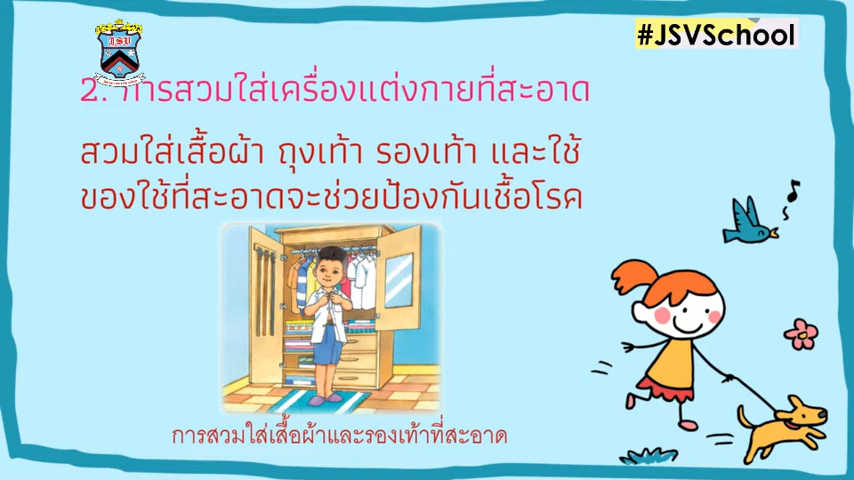 #JSVSchool
JSV
2. การสวมใส่เครื่องแต่งกายที่สะอาด
สวมใส่เสื้อผ้า ถุงเท้า รองเท้า และใช้
ของใช้ที่สะอาดจะช่วยป้องกันเชื้อโรค
การสวมใส่เสื้อผ้าและรองเท้าที่สะอาด